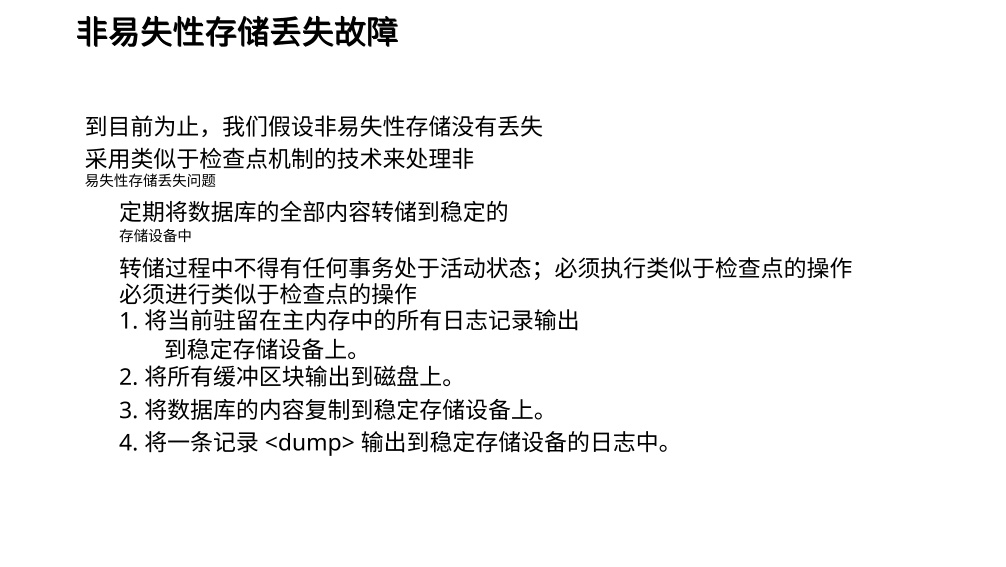 非易失性存储丢失故障
到目前为止，我们假设非易失性存储没有丢失
采用类似于检查点机制的技术来处理非
易失性存储丢失问题
定期将数据库的全部内容转储到稳定的
存储设备中
转储过程中不得有任何事务处于活动状态；必须执行类似于检查点的操作
必须进行类似于检查点的操作
1. 将当前驻留在主内存中的所有日志记录输出
到稳定存储设备上。
2. 将所有缓冲区块输出到磁盘上。
3. 将数据库的内容复制到稳定存储设备上。
4. 将一条记录 <dump> 输出到稳定存储设备的日志中。